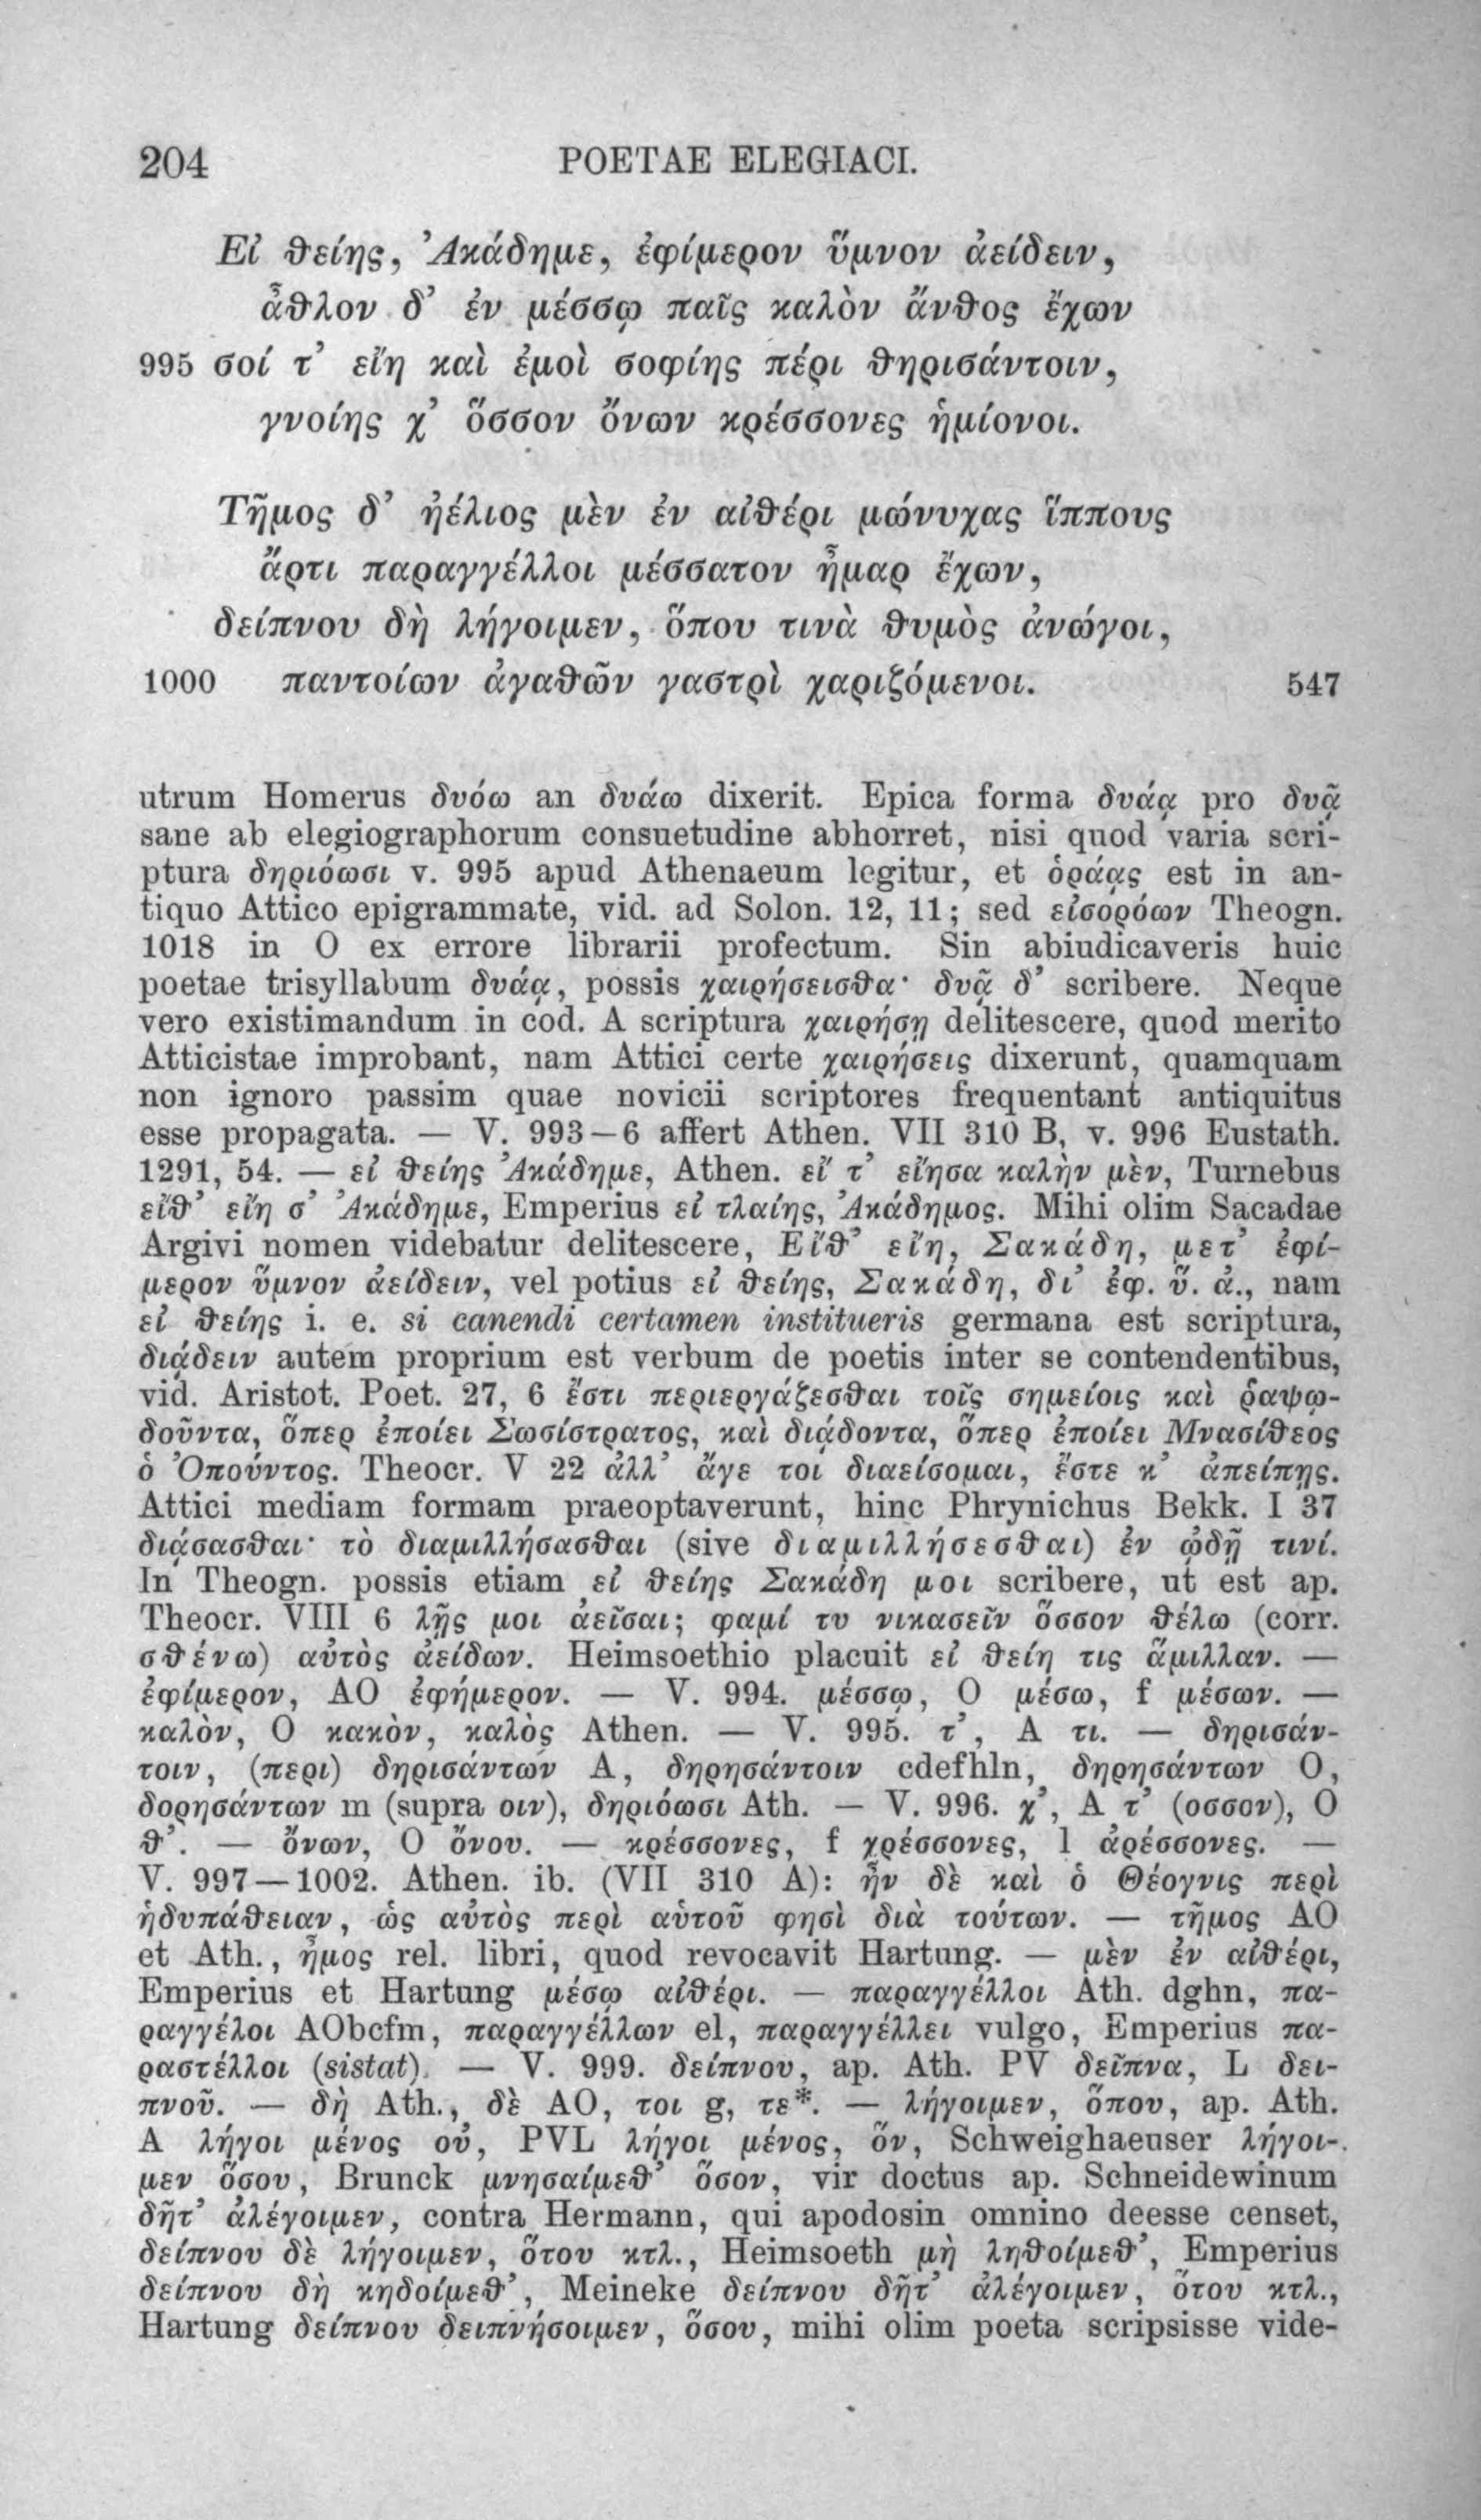 204 POETAE ELEGIACI.
Εἰ θείης, Ἀκάδημε, ἐφίμερον ὕμνον ἀείδειν,
ἆθλον δ’ ἐν μέσσῳ παῖς καλὸν ἄνθος ἔχων
995 σοί τ’ εἴη καὶ ἐμοὶ σοφίης πέρι θηρισάντοιν,
γνοίης χ’ ὅσσον ὄνων κρέσσονες ἡμίονοι.
Τῆμος δ’ ἠέλιος μὲν ἐν αἰθέρι μώνυχας ἵππους
ἄρτι παραγγέλλοι μέσσατον ἦμαρ ἔχων,
δείπνου δὴ λήγοιμεν, ὅπου τινὰ θυμὸς ἀνώγοι,
1000 παντοίων ἀγαθῶν γαστρὶ χαριζόμενοι. 547
utrum Homerus δυόω an δυάω dixerit. Epica forma δυάᾳ pro δυᾷ
sane ab elegiographorum consuetudine abhorret, nisi quod varia scri-
ptura δηριόωσι v. 995 apud Athenaeum legitur, et ὁράᾳς est in an-
tiquo Attico epigrammate, vid. ad Solon. 12, 11; sed εἰσορόων Theogn.
1018 in O ex errore librarii profectum. Sin abiudicaveris huic
poetae trisyllabum δυάᾳ, possis χαιρήσεισθα· δυᾷ δ’ scribere. Neque
vero existimandum in cod. A scriptura χαιρήσῃ delitescere, quod merito
Atticistae improbant, nam Attici certe χαιρήσεις dixerunt, quamquam
non ignoro passim quae novicii scriptores frequentant antiquitus
esse propagata. — V. 993–6 affert Athen. VII 310 B, v. 996 Eustath.
1291, 54. — εἰ θείης Ἀκάδημε, Athen. εἴ τ’ εἴησα καλὴν μὲν, Turnebus
εἴθ’ εἴη σ’ Ἀκάδημε, Emperius εἰ τλαίης, Ἀκάδημος. Mihi olim Sacadae
Argivi nomen videbatur delitescere, Εἴθ’ εἴη, Σακάδη, μετ’ ἐφί-
μερον ὕμνον ἀείδειν, vel potius εἰ θείης, Σακάδη, δι’ ἐφ. ὕ. ἀ., nam
εἰ θείης i. e. si canendi certamen institueris germana est scriptura,
διᾴδειν autem proprium est verbum de poetis inter se contendentibus,
vid. Aristot. Poet. 27, 6 ἔστι περιεργάζεσθαι τοῖς σημείοις καὶ ῥαψῳ-
δοῦντα, ὅπερ ἐποίει Σωσίστρατος, καὶ διᾴδοντα, ὅπερ ἐποίει Μνασίθεος
ὁ Ὀπούντος. Theocr. V 22 ἀλλ’ ἄγε τοι διαείσομαι, ἔστε κ’ ἀπείπῃς.
Attici mediam formam praeoptaverunt, hinc Phrynichus Bekk. I 37
διᾴσασθαι· τὸ διαμιλλήσασθαι (sive διαμιλλήσεσθαι) ἐν ᾠδῇ τινί.
In Theogn. possis etiam εἰ θείης Σακάδη μοι scribere, ut est ap.
Theocr. VIII 6 λῇς μοι ἀεῖσαι; φαμί τυ νικασεῖν ὅσσον θέλω (corr.
σθένω) αὐτὸς ἀείδων. Heimsoethio placuit εἰ θείη τις ἅμιλλαν. —
ἐφίμερον, AO ἐφήμερον. — V. 994. μέσσῳ, O μέσω, f μέσων. —
καλὸν, O κακὸν, καλὸς Athen. — V. 995. τ’, A τι. — δηρισάν-
τοιν, (περι) δηρισάντων A, δηρησάντοιν cdefhln, δηρησάντων O,
δορησάντων m (supra οιν), δηριόωσι Ath. — V. 996. χ’, A τ’ (οσσον), O
θ’. — ὄνων, O ὄνου. — κρέσσονες, f χρέσσονες, l ἀρέσσονες. —
V. 997—1002. Athen. ib. (VII 310 A): ἦν δὲ καὶ ὁ Θέογνις περὶ
ἡδυπάθειαν, ὡς αὐτὸς περὶ αὑτοῦ φησὶ διὰ τούτων. — τῆμος AO
et Ath., ἦμος rel. libri, quod revocavit Hartung. — μὲν ἐν αἰθέρι,
Emperius et Hartung μέσῳ αἰθέρι. — παραγγέλλοι Ath. dghn, πα-
ραγγέλοι AObcfm, παραγγέλλων el, παραγγέλλει vulgo, Emperius πα-
ραστέλλοι (sistat). — V. 999. δείπνου, ap. Ath. PV δεῖπνα, L δει-
πνοῦ. — δὴ Ath., δὲ AO, τοι g, τε*. — λήγοιμεν, ὅπου, ap. Ath.
A λήγοι μένος οὗ, PVL λήγοι μένος, ὃν, Schweighaeuser λήγοι-
μεν ὅσου, Brunck μνησαίμεθ’ ὅσον, vir doctus ap. Schneidewinum
δῆτ’ ἀλέγοιμεν, contra Hermann, qui apodosin omnino deesse censet,
δείπνου δὲ λήγοιμεν, ὅτου κτλ., Heimsoeth μὴ ληθοίμεθ’, Emperius
δείπνου δὴ κηδοίμεθ’, Meineke δείπνου δῆτ’ ἀλέγοιμεν, ὅτου κτλ.,
Hartung δείπνου δειπνήσοιμεν, ὅσου, mihi olim poeta scripsisse vide-